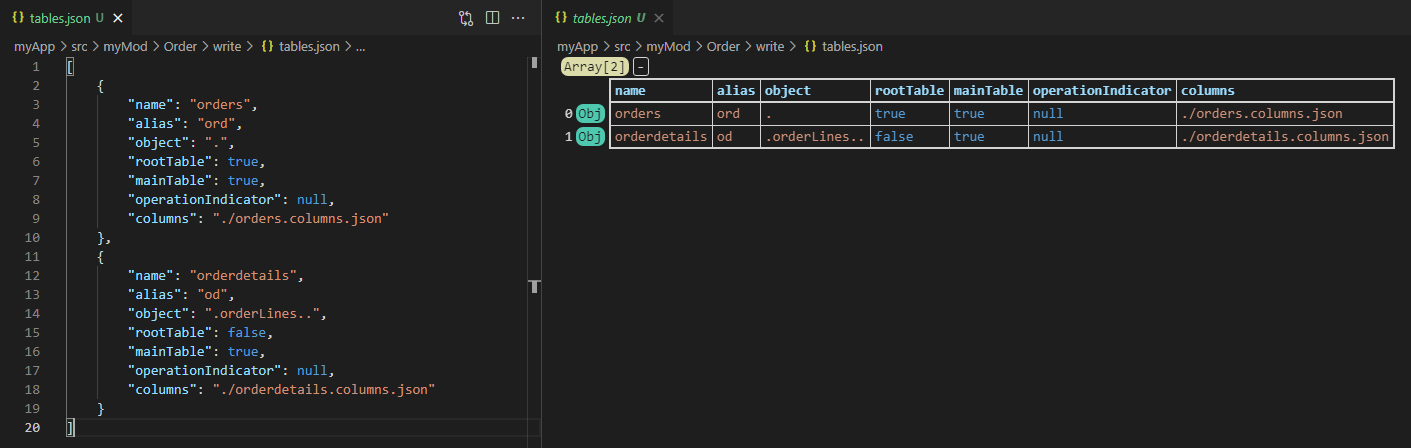 {} tables.json U ×
myApp > src > myMod > Order > write > {} tables.json > ...
1 [
2 {
3 "name": "orders",
4 "alias": "ord",
5 "object": ".",
6 "rootTable": true,
7 "mainTable": true,
8 "operationIndicator": null,
9 "columns": "./orders.columns.json"
10 },
11 {
12 "name": "orderdetails",
13 "alias": "od",
14 "object": ".orderLines..",
15 "rootTable": false,
16 "mainTable": true,
17 "operationIndicator": null,
18 "columns": "./orderdetails.columns.json"
19 }
20 ]
{} tables.json U ×
myApp > src > myMod > Order > write > {} tables.json
Array[2] -
name alias object rootTable mainTable operationIndicator columns
0 Obj orders ord . true true null ./orders.columns.json
1 Obj orderdetails od .orderLines.. false true null ./orderdetails.columns.json